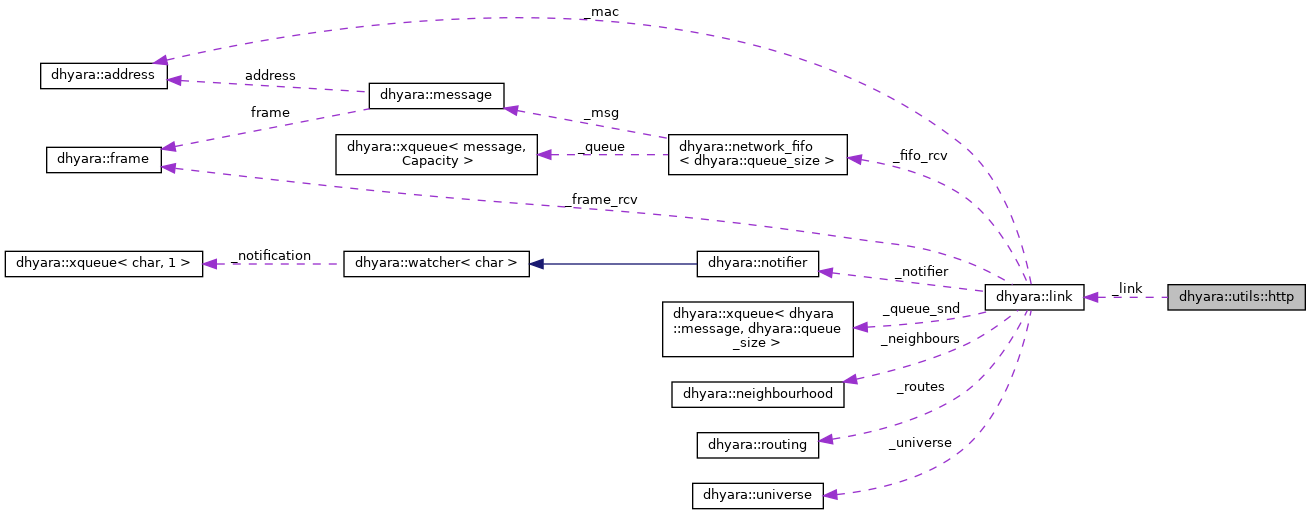 _mac
dhyara::address
address
dhyara::message
frame
_msg
dhyara::frame
dhyara::xqueue< message,
Capacity >
_queue
dhyara::network_fifo
< dhyara::queue_size >
_fifo_rcv
_frame_rcv
dhyara::xqueue< char, 1 >
_notification
dhyara::watcher< char >
dhyara::notifier
_notifier
dhyara::link
_link
dhyara::utils::http
dhyara::xqueue< dhyara
::message, dhyara::queue
_size >
_queue_snd
_neighbours
dhyara::neighbourhood
_routes
dhyara::routing
_universe
dhyara::universe